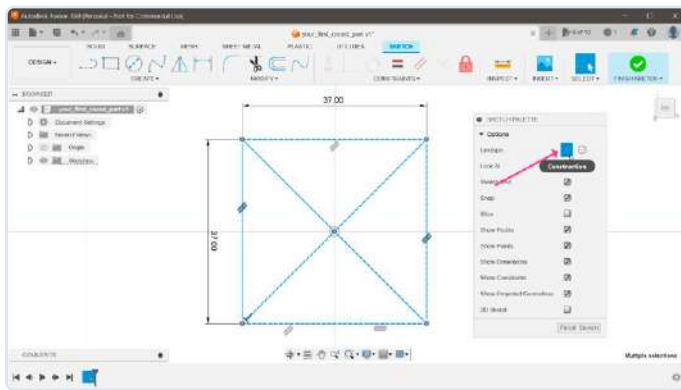 Autodesk Fusion 360 (Personal - Not for Commercial Use)
your_first_sized_part v1*
SOLID SURFACE MESH SHEET METAL PLASTIC UTILITIES SKETCH
DESIGN
CREATE MODIFY CONSTRAINTS INSPECT INSERT SELECT FINISH SKETCH
BROWSER
Document Settings
Named Views
Origin
Sketches
37.00
37.00
SKETCH PALETTE
Options
Linetype
Construction
Look At
Sketch Grid
Snap
Slice
Show Profile
Show Points
Show Dimensions
Show Constraints
Show Projected Geometries
3D Sketch
Finish Sketch
COMMENTS
Multiple selections